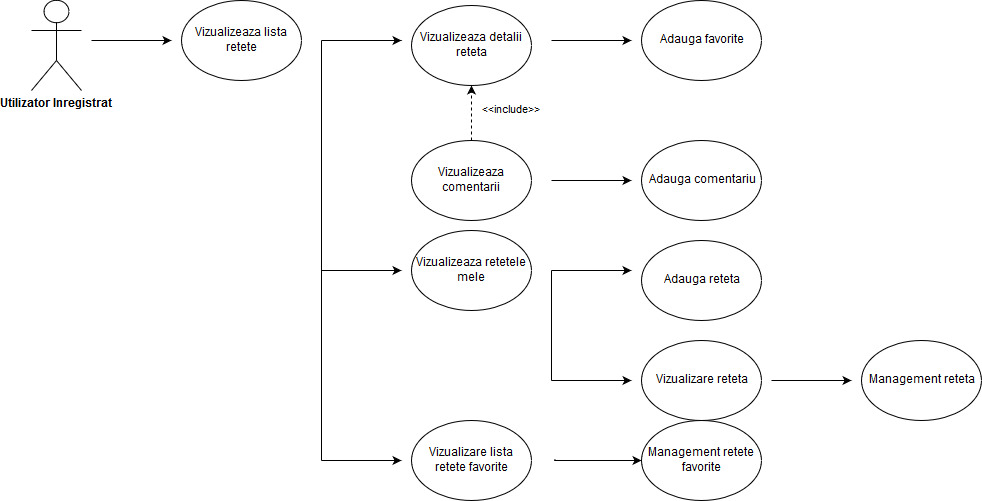 Utilizator Inregistrat
Vizualizeaza lista
retete
Vizualizeaza detalii
reteta
Adauga favorite
<<include>>
Vizualizeaza
comentarii
Adauga comentariu
Vizualizeaza retetele
mele
Adauga reteta
Vizualizare reteta
Management reteta
Vizualizare lista
retete favorite
Management retete
favorite